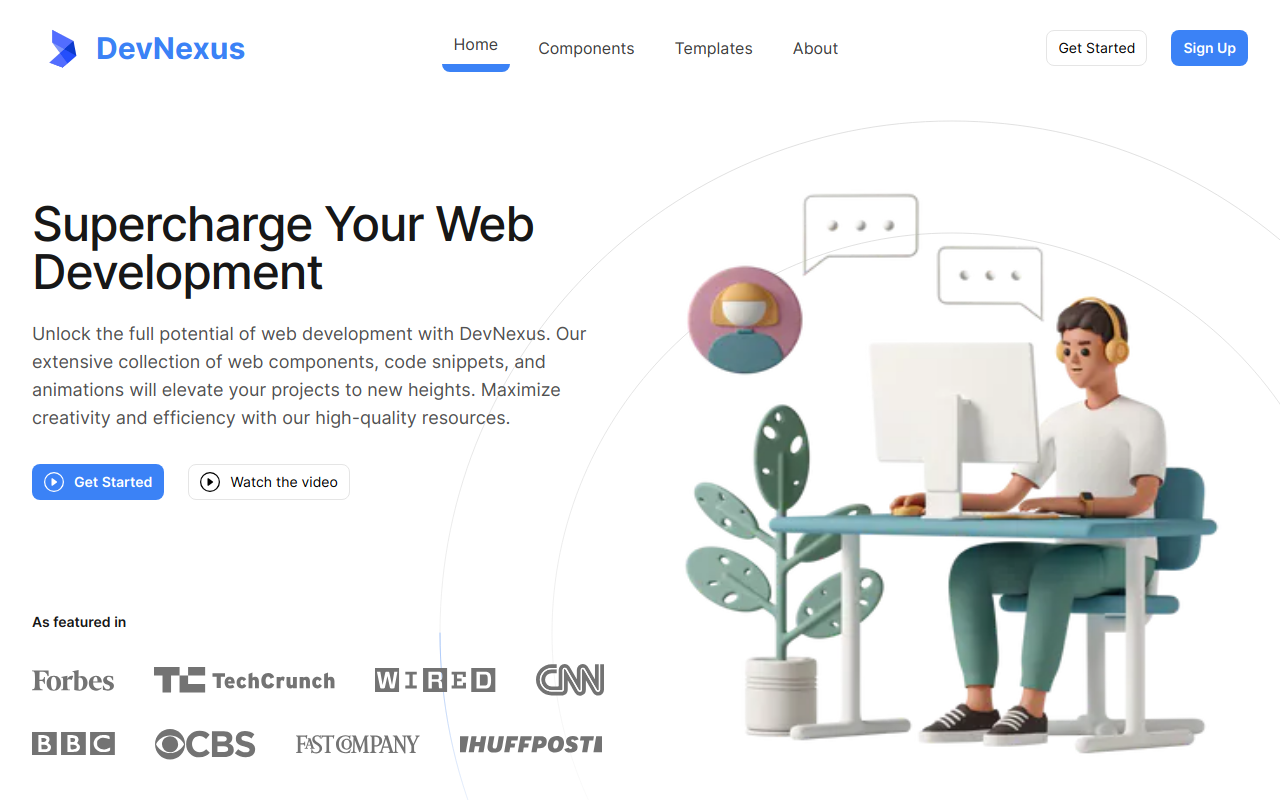 DevNexus
Home
Components
Templates
About
Get Started
Sign Up
Supercharge Your Web
Development
Unlock the full potential of web development with DevNexus. Our
extensive collection of web components, code snippets, and
animations will elevate your projects to new heights. Maximize
creativity and efficiency with our high-quality resources.
Get Started
Watch the video
As featured in
Forbes
TC TechCrunch
WIRED
CNN
BBC
CBS
FAST COMPANY
HUFFPOST